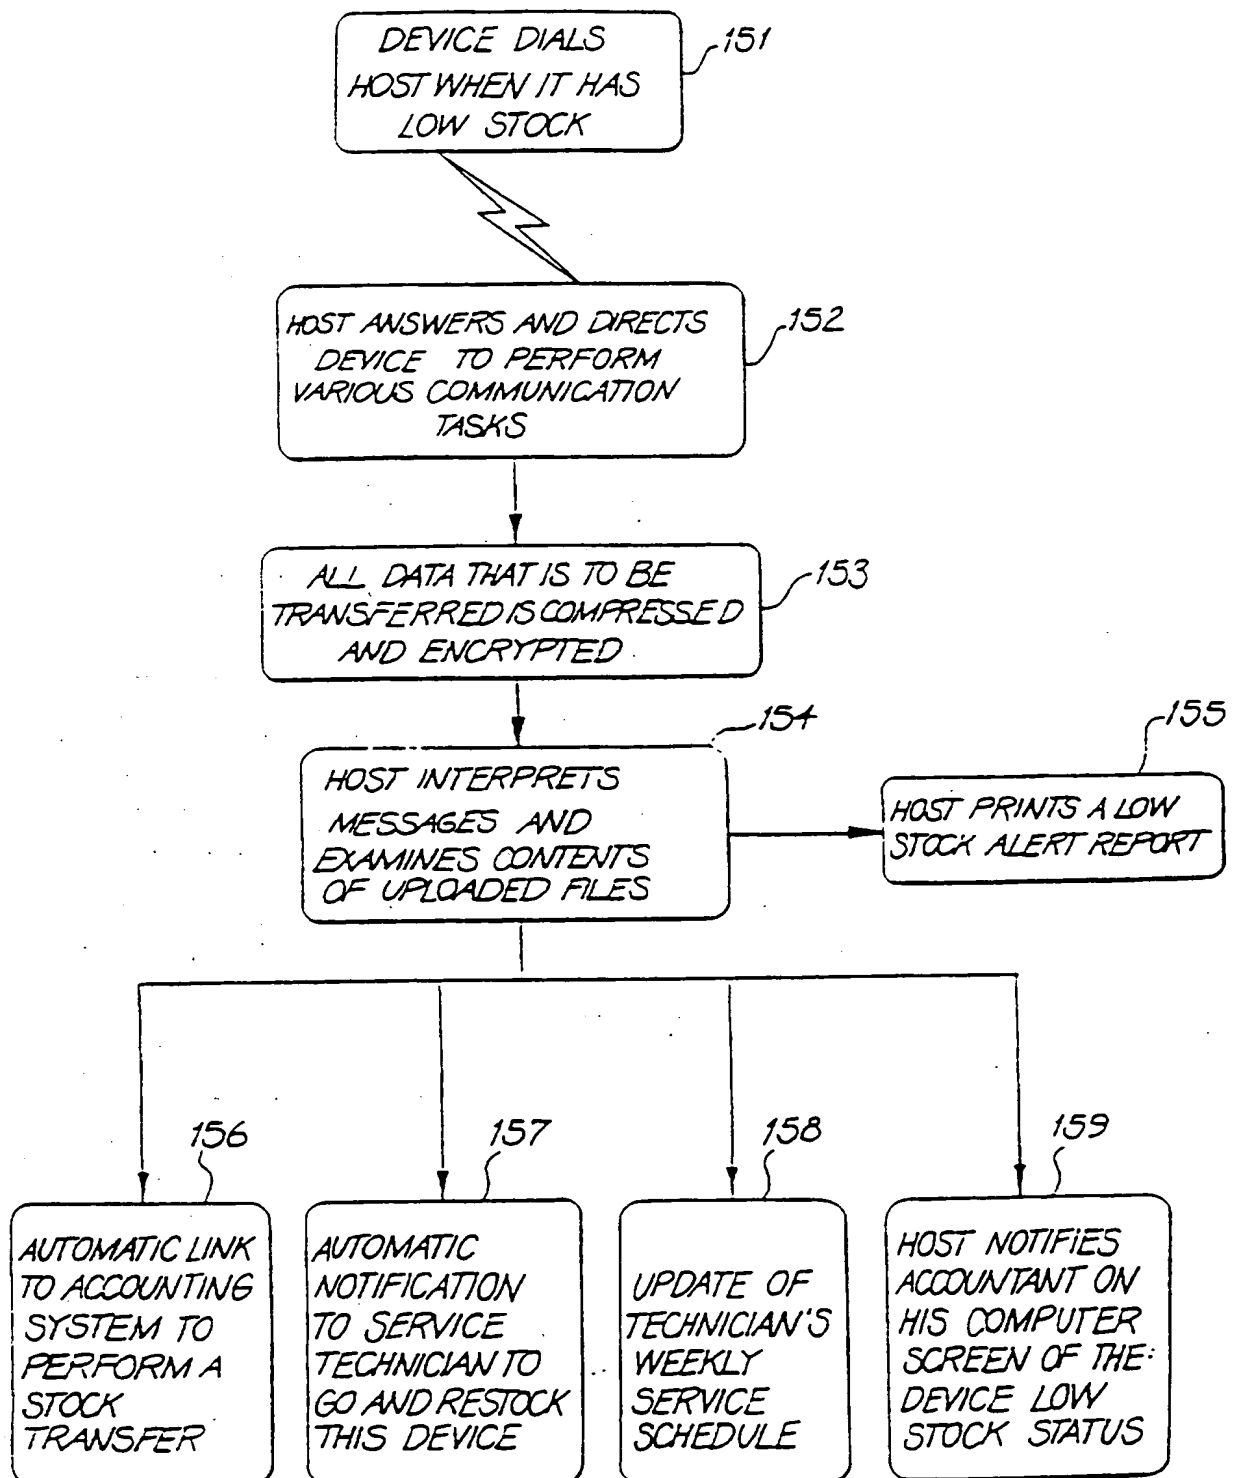 DEVICE DIALS
HOST WHEN IT HAS
LOW STOCK
151
HOST ANSWERS AND DIRECTS
DEVICE TO PERFORM
VARIOUS COMMUNICATION
TASKS
152
ALL DATA THAT IS TO BE
TRANSFERRED IS COMPRESSED
AND ENCRYPTED
153
HOST INTERPRETS
MESSAGES AND
EXAMINES CONTENTS
OF UPLOADED FILES
154
HOST PRINTS A LOW
STOCK ALERT REPORT
155
AUTOMATIC LINK
TO ACCOUNTING
SYSTEM TO
PERFORM A
STOCK
TRANSFER
156
AUTOMATIC
NOTIFICATION
TO SERVICE
TECHNICIAN TO
GO AND RESTOCK
THIS DEVICE
157
UPDATE OF
TECHNICIAN'S
WEEKLY
SERVICE
SCHEDULE
158
HOST NOTIFIES
ACCOUNTANT ON
HIS COMPUTER
SCREEN OF THE
DEVICE LOW
STOCK STATUS
159